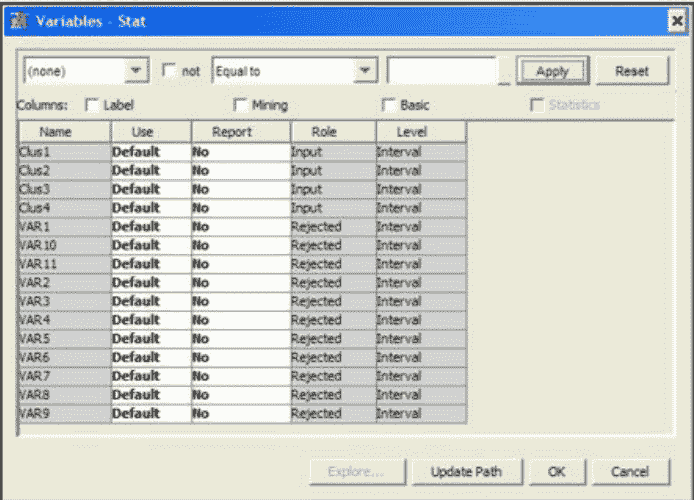 Variables - Stat
(none) not Equal to Apply Reset
Columns: Label Mining Basic Statistics
Name Use Report Role Level
Clus1 Default No Input Interval
Clus2 Default No Input Interval
Clus3 Default No Input Interval
Clus4 Default No Input Interval
VAR1 Default No Rejected Interval
VAR10 Default No Rejected Interval
VAR11 Default No Rejected Interval
VAR2 Default No Rejected Interval
VAR3 Default No Rejected Interval
VAR4 Default No Rejected Interval
VAR5 Default No Rejected Interval
VAR6 Default No Rejected Interval
VAR7 Default No Rejected Interval
VAR8 Default No Rejected Interval
VAR9 Default No Rejected Interval
Explore... Update Path OK Cancel